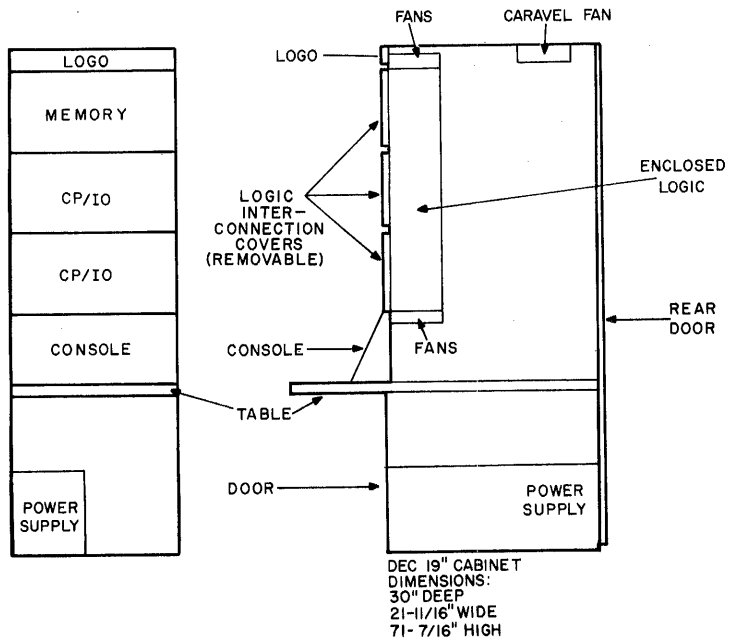 FANS
CARAVEL FAN
LOGO
LOGO
MEMORY
ENCLOSED
LOGIC
CP/IO
LOGIC
INTER-
CONNECTION
COVERS
(REMOVABLE)
CP/IO
REAR
DOOR
CONSOLE
CONSOLE
FANS
TABLE
DOOR
POWER
SUPPLY
POWER
SUPPLY
DEC 19" CABINET
DIMENSIONS:
30" DEEP
21-11/16" WIDE
71-7/16" HIGH